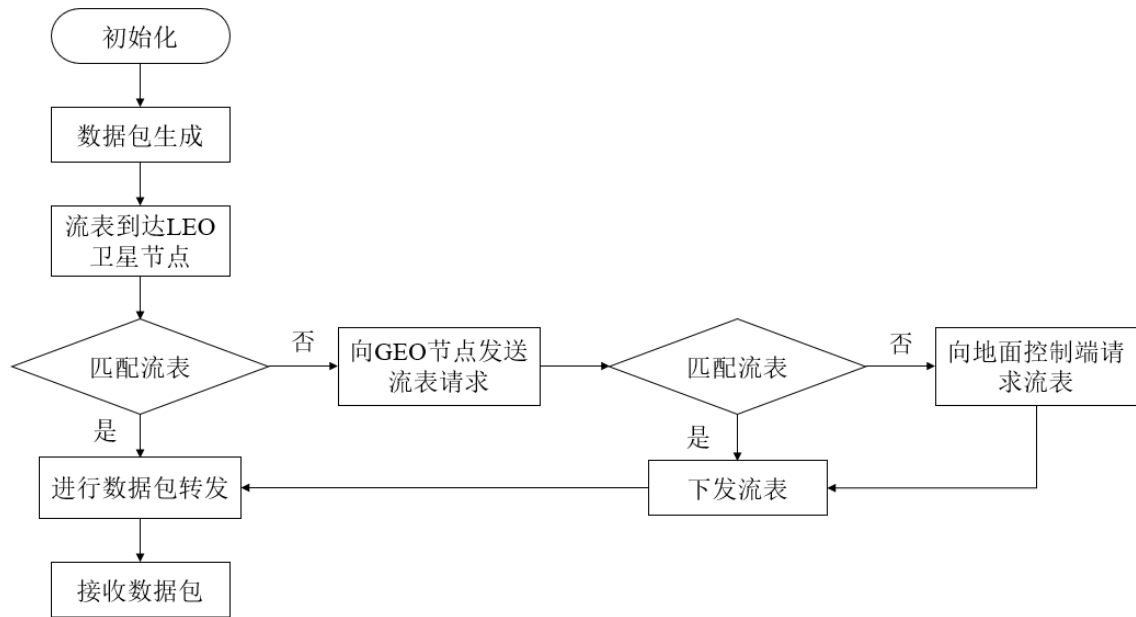 初始化
数据包生成
流表到达LEO
卫星节点
匹配流表
否
向GEO节点发送
流表请求
匹配流表
否
向地面控制端请
求流表
是
是
进行数据包转发
下发流表
接收数据包